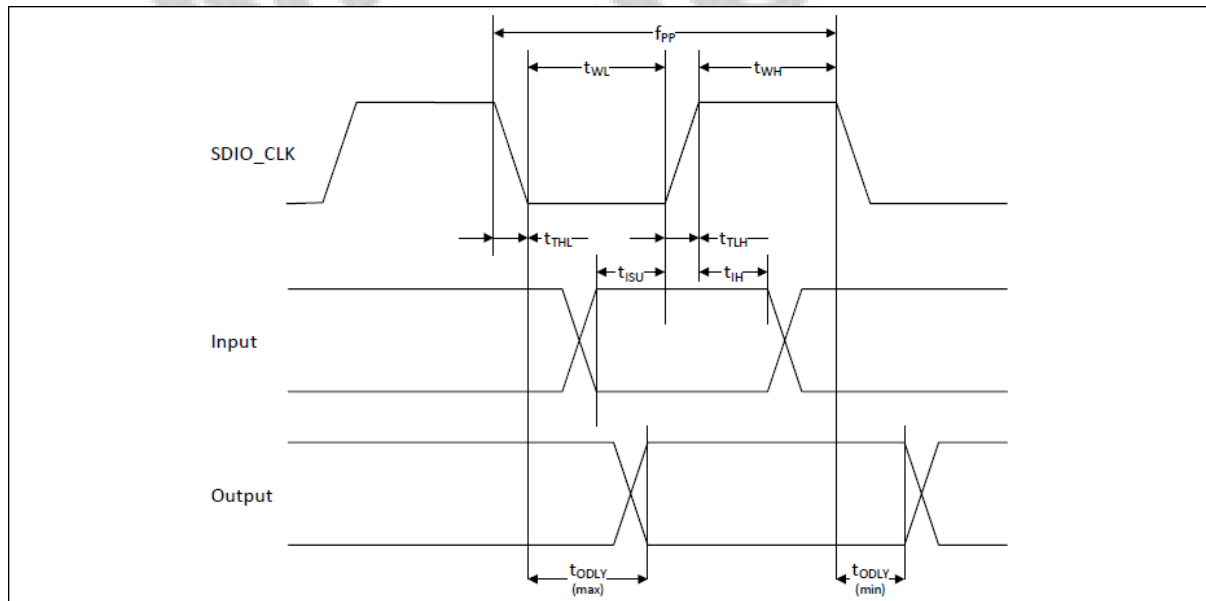 fPP
tWL
tWH
SDIO_CLK
tTHL
tTLH
tISU
tIH
Input
Output
tODLY
(max)
tODLY
(min)